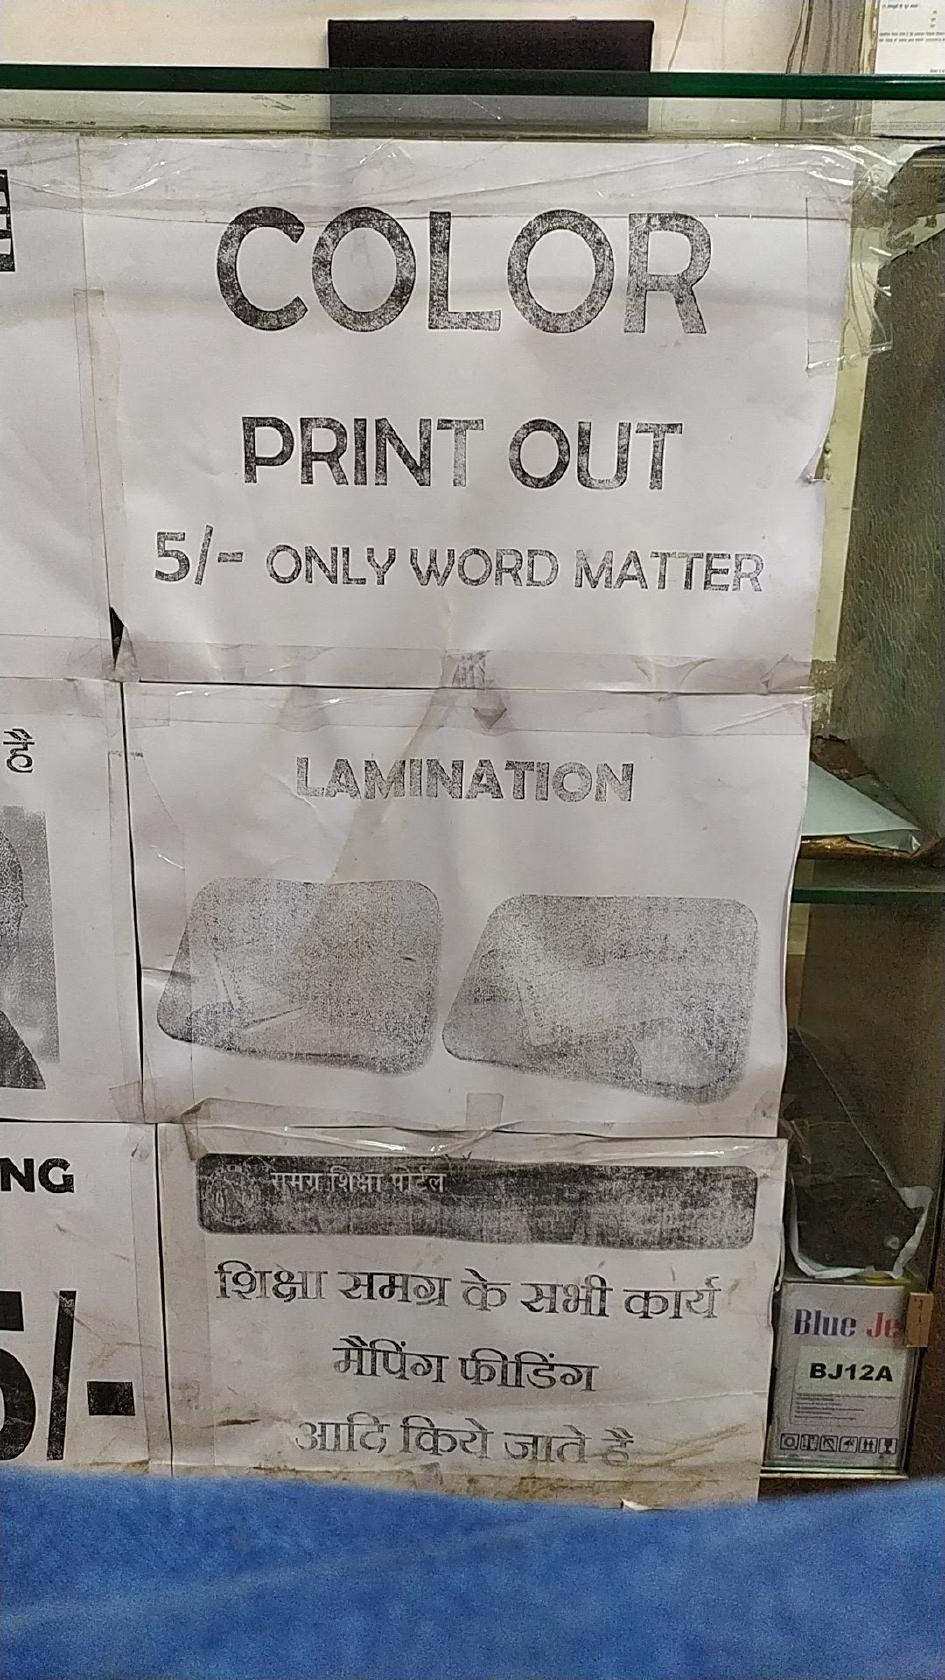 COLOR
PRINT OUT
5/- ONLY WORD MATTER
LAMINATION
NG
5/-
समग्र शिक्षा पोर्टल
शिक्षा समग्र के सभी कार्य
मैपिंग फीडिंग
आदि किये जाते है
Blue Je
BJ12A